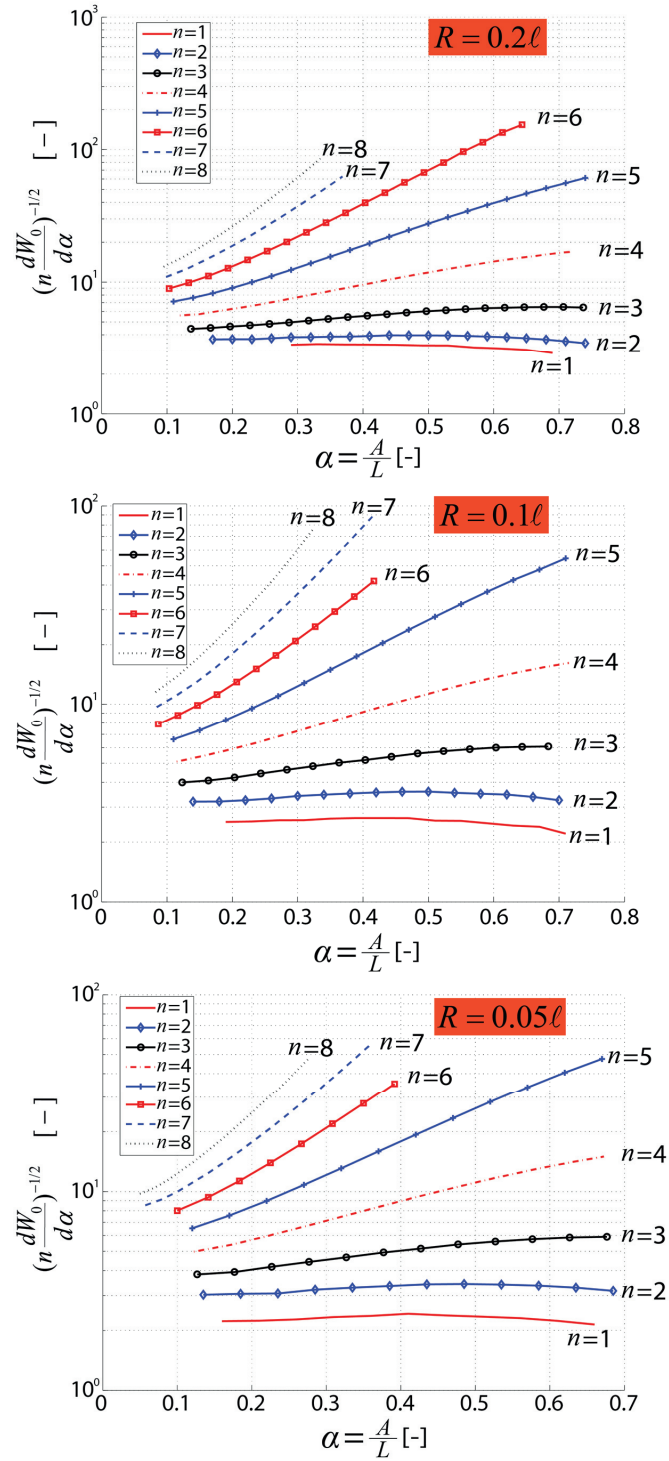 R = 0.2ℓ
10³
10²
10¹
10⁰
(n dW₀/dα)^(−1/2) [−]
n=1
n=2
n=3
n=4
n=5
n=6
n=7
n=8
n=8
n=7
n=6
n=5
n=4
n=3
n=2
n=1
0 0.1 0.2 0.3 0.4 0.5 0.6 0.7 0.8
α = A/L [-]
R = 0.1ℓ
10²
10¹
10⁰
(n dW₀/dα)^(−1/2) [−]
n=1
n=2
n=3
n=4
n=5
n=6
n=7
n=8
n=8
n=7
n=6
n=5
n=4
n=3
n=2
n=1
0 0.1 0.2 0.3 0.4 0.5 0.6 0.7 0.8
α = A/L [-]
R = 0.05ℓ
10²
10¹
10⁰
(n dW₀/dα)^(−1/2) [−]
n=1
n=2
n=3
n=4
n=5
n=6
n=7
n=8
n=8
n=7
n=6
n=5
n=4
n=3
n=2
n=1
0 0.1 0.2 0.3 0.4 0.5 0.6 0.7
α = A/L [-]